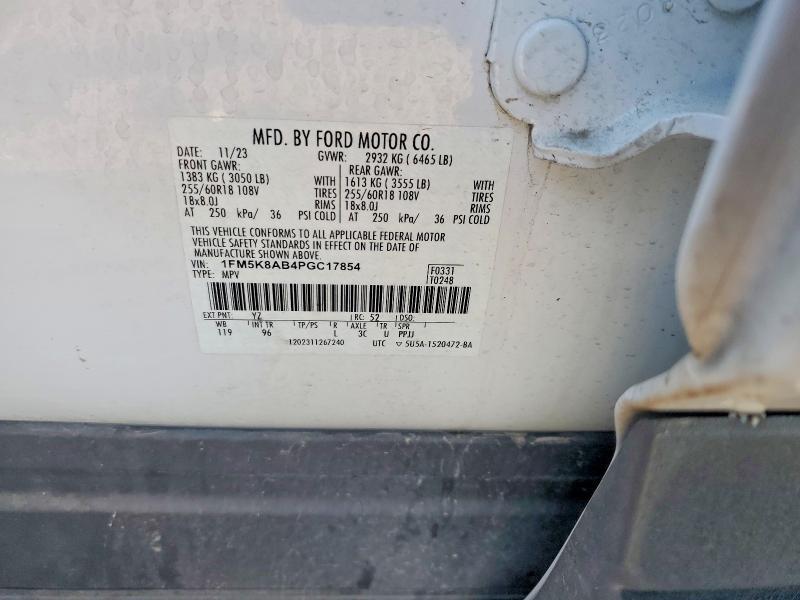 MFD. BY FORD MOTOR CO.
DATE: 11/23 GVWR: 2932 KG ( 6465 LB)
FRONT GAWR: REAR GAWR:
1383 KG ( 3050 LB) WITH 1613 KG ( 3555 LB) WITH
255/60R18 108V TIRES 255/60R18 108V TIRES
18x8.0J RIMS 18x8.0J RIMS
AT 250 kPa/ 36 PSI COLD AT 250 kPa/ 36 PSI COLD
THIS VEHICLE CONFORMS TO ALL APPLICABLE FEDERAL MOTOR
VEHICLE SAFETY STANDARDS IN EFFECT ON THE DATE OF
MANUFACTURE SHOWN ABOVE.
VIN: 1FM5K8AB4PGC17854 F0331
TYPE: MPV T0248
EXT PNT: YZ RC: 52 DSO:
WB INT TR TP/PS R AXLE TR SPR
119 96 L 3C U PPJJ
1202311267240 UTC ▽ 5U5A-1520472-BA